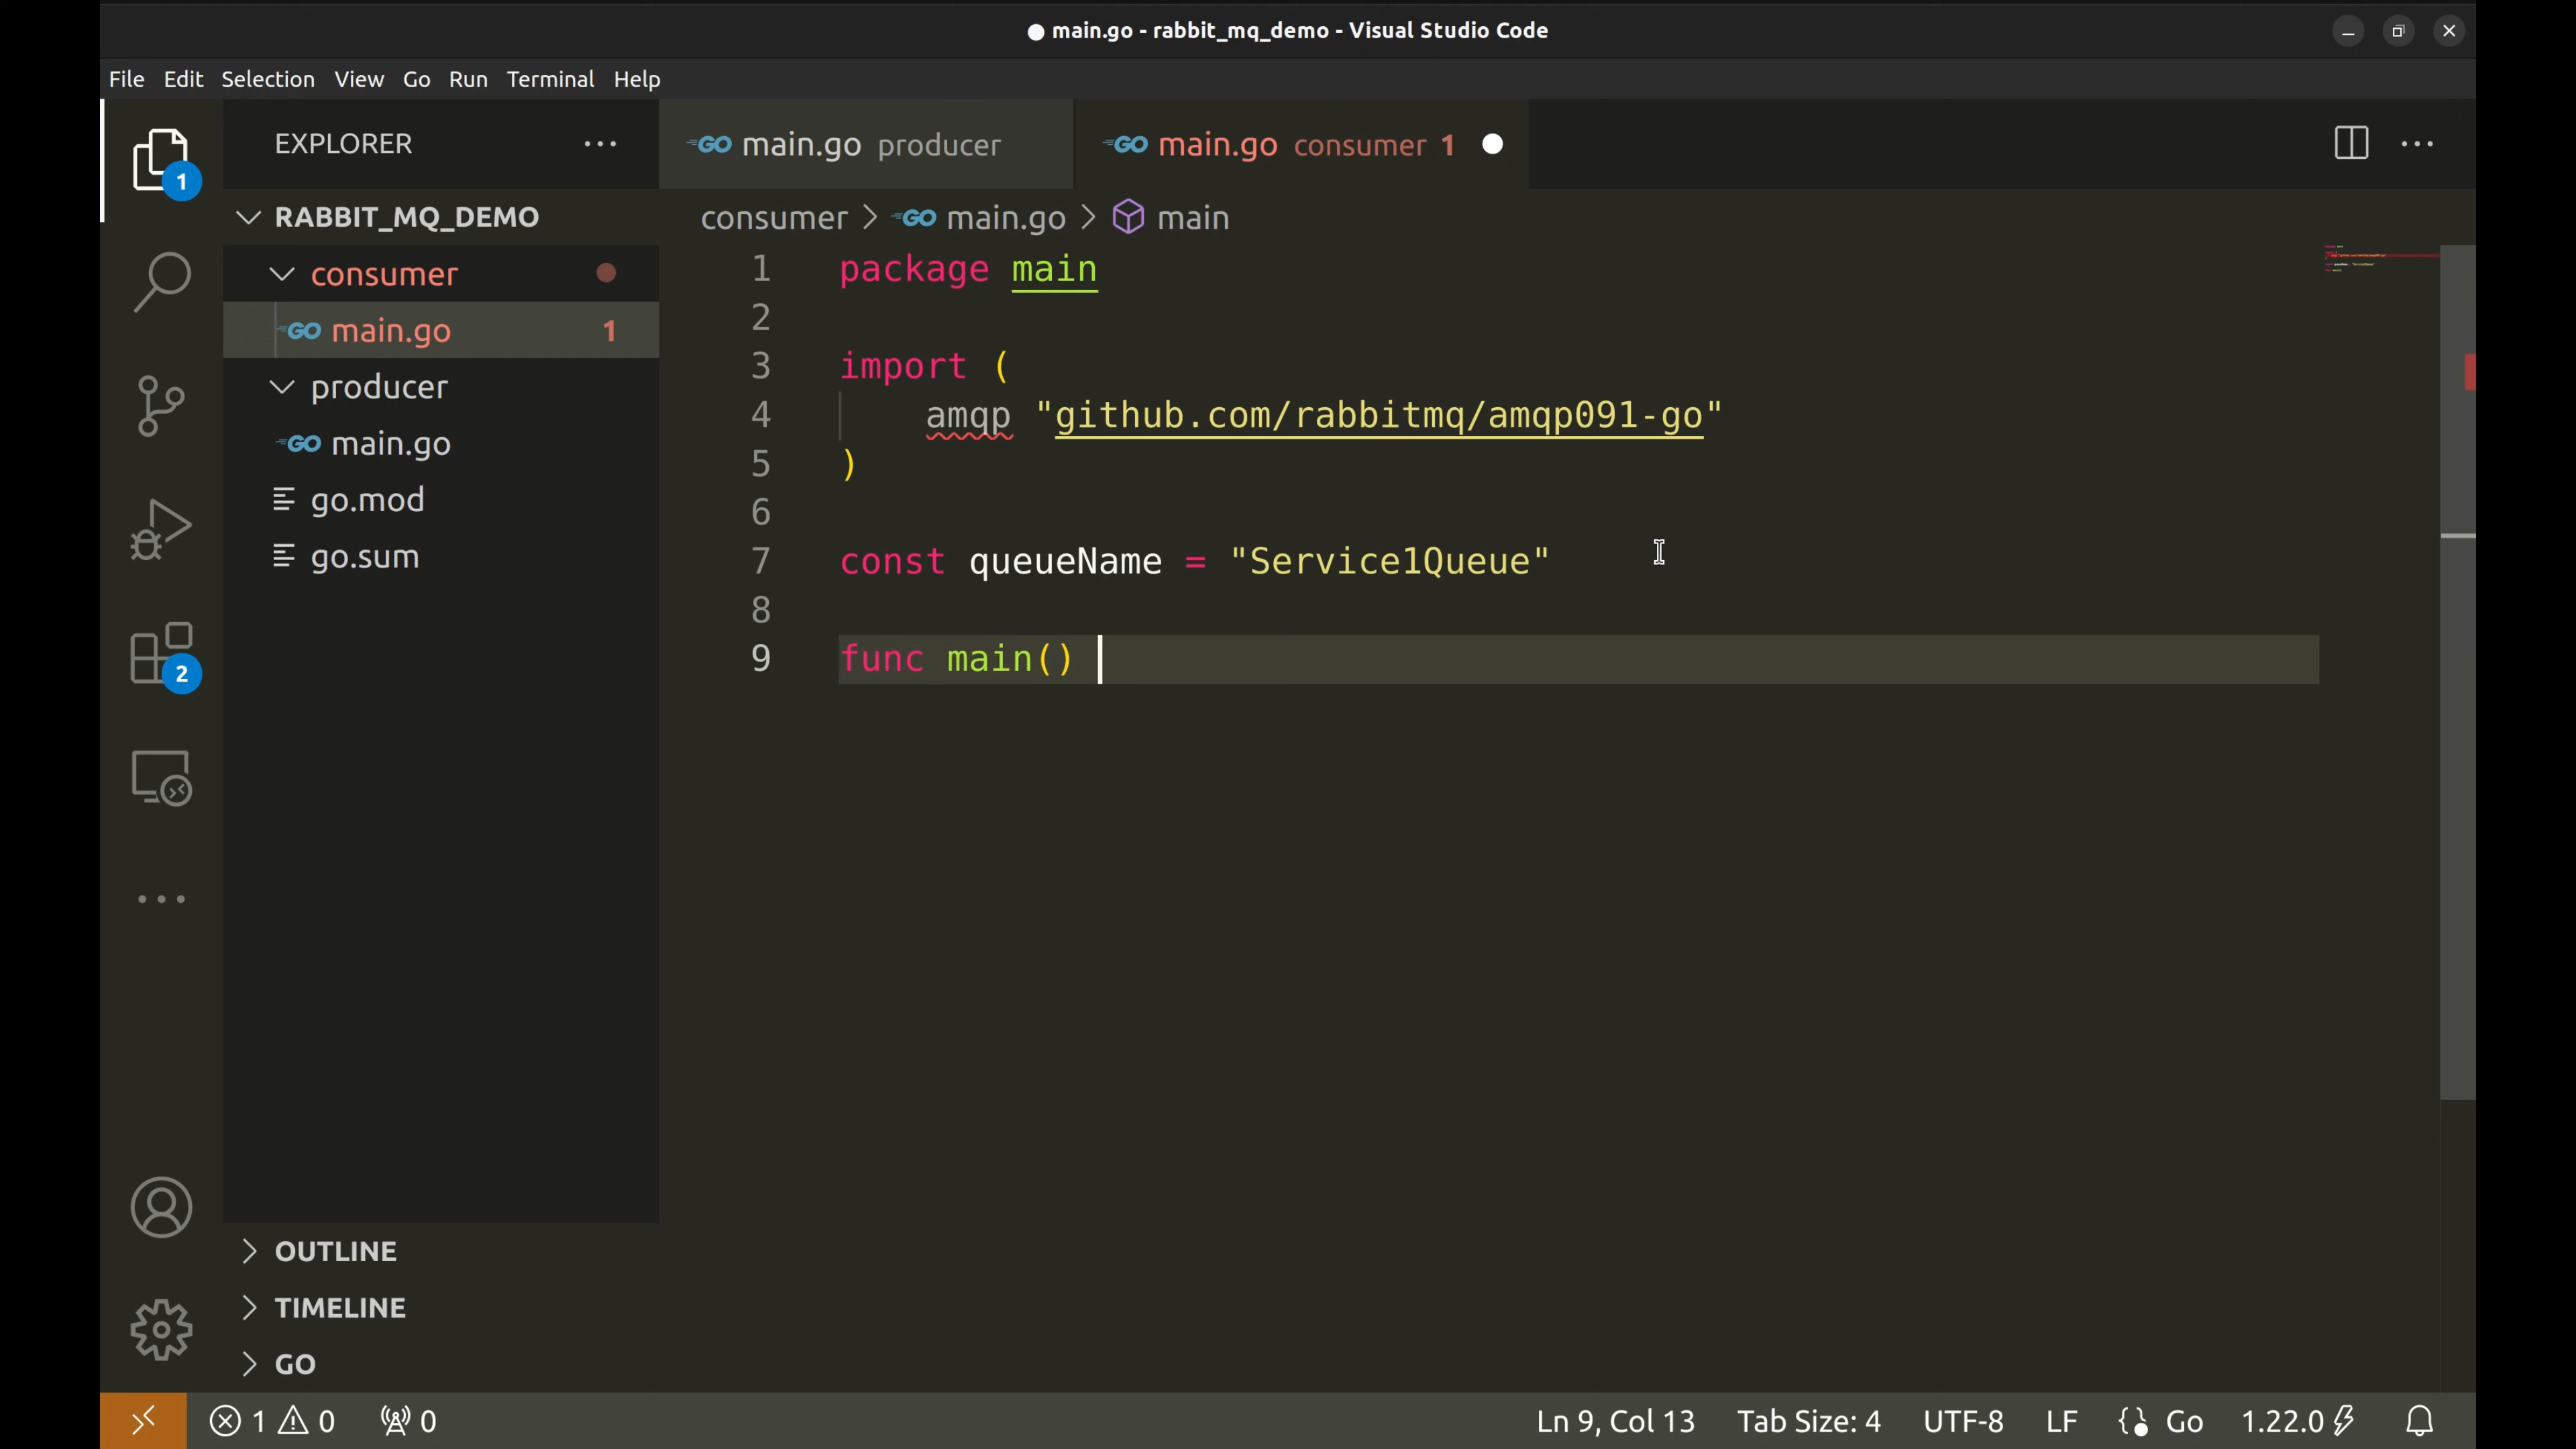 main.go - rabbit_mq_demo - Visual Studio Code
File Edit Selection View Go Run Terminal Help
EXPLORER
GO main.go producer
GO main.go consumer 1
1
RABBIT_MQ_DEMO
consumer > GO main.go > main
consumer
GO main.go 1
producer
GO main.go
go.mod
go.sum
2
1 package main
2
3 import (
4 amqp "github.com/rabbitmq/amqp091-go"
5 )
6
7 const queueName = "Service1Queue"
8
9 func main()
OUTLINE
TIMELINE
GO
1 0 0 Ln 9, Col 13 Tab Size: 4 UTF-8 LF {} Go 1.22.0